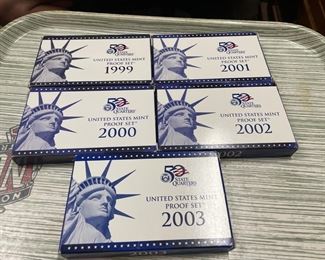 50
STATE
QUARTERS
UNITED STATES MINT
PROOF SET
1999
50
STATE
QUARTERS
UNITED STATES MINT
PROOF SET
2001
50
STATE
QUARTERS
UNITED STATES MINT
PROOF SET
2000
50
STATE
QUARTERS
UNITED STATES MINT
PROOF SET
2002
50
STATE
QUARTERS
UNITED STATES MINT
PROOF SET
2003
2003